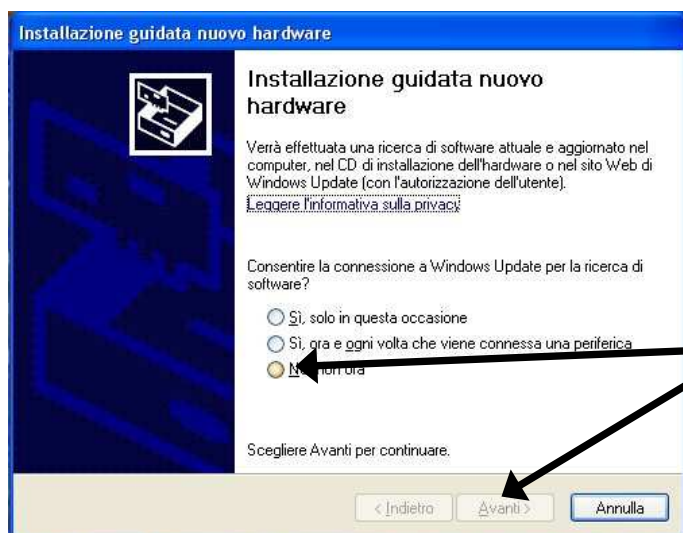 Installazione guidata nuovo hardware
Installazione guidata nuovo
hardware
Verrà effettuata una ricerca di software attuale e aggiornato nel
computer, nel CD di installazione dell'hardware o nel sito Web di
Windows Update (con l'autorizzazione dell'utente).
Leggere l'informativa sulla privacy
Consentire la connessione a Windows Update per la ricerca di
software?
Sì, solo in questa occasione
Sì, ora e ogni volta che viene connessa una periferica
No, non ora
Scegliere Avanti per continuare.
< Indietro
Avanti >
Annulla